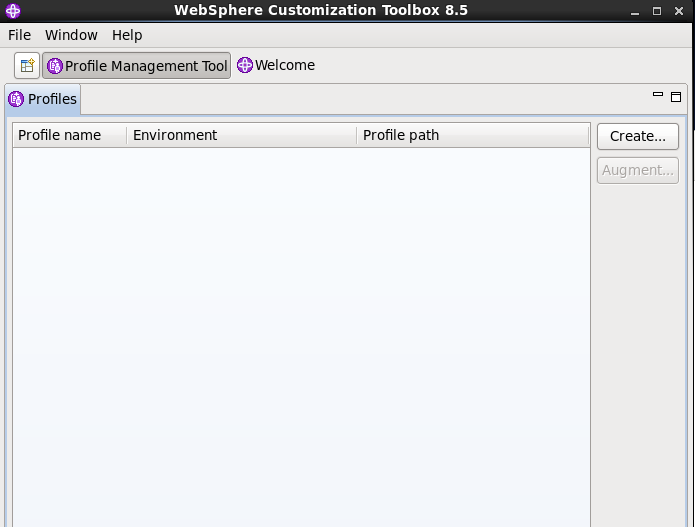 WebSphere Customization Toolbox 8.5
File Window Help
Profile Management Tool Welcome
Profiles
Profile name Environment Profile path Create...
Augment...